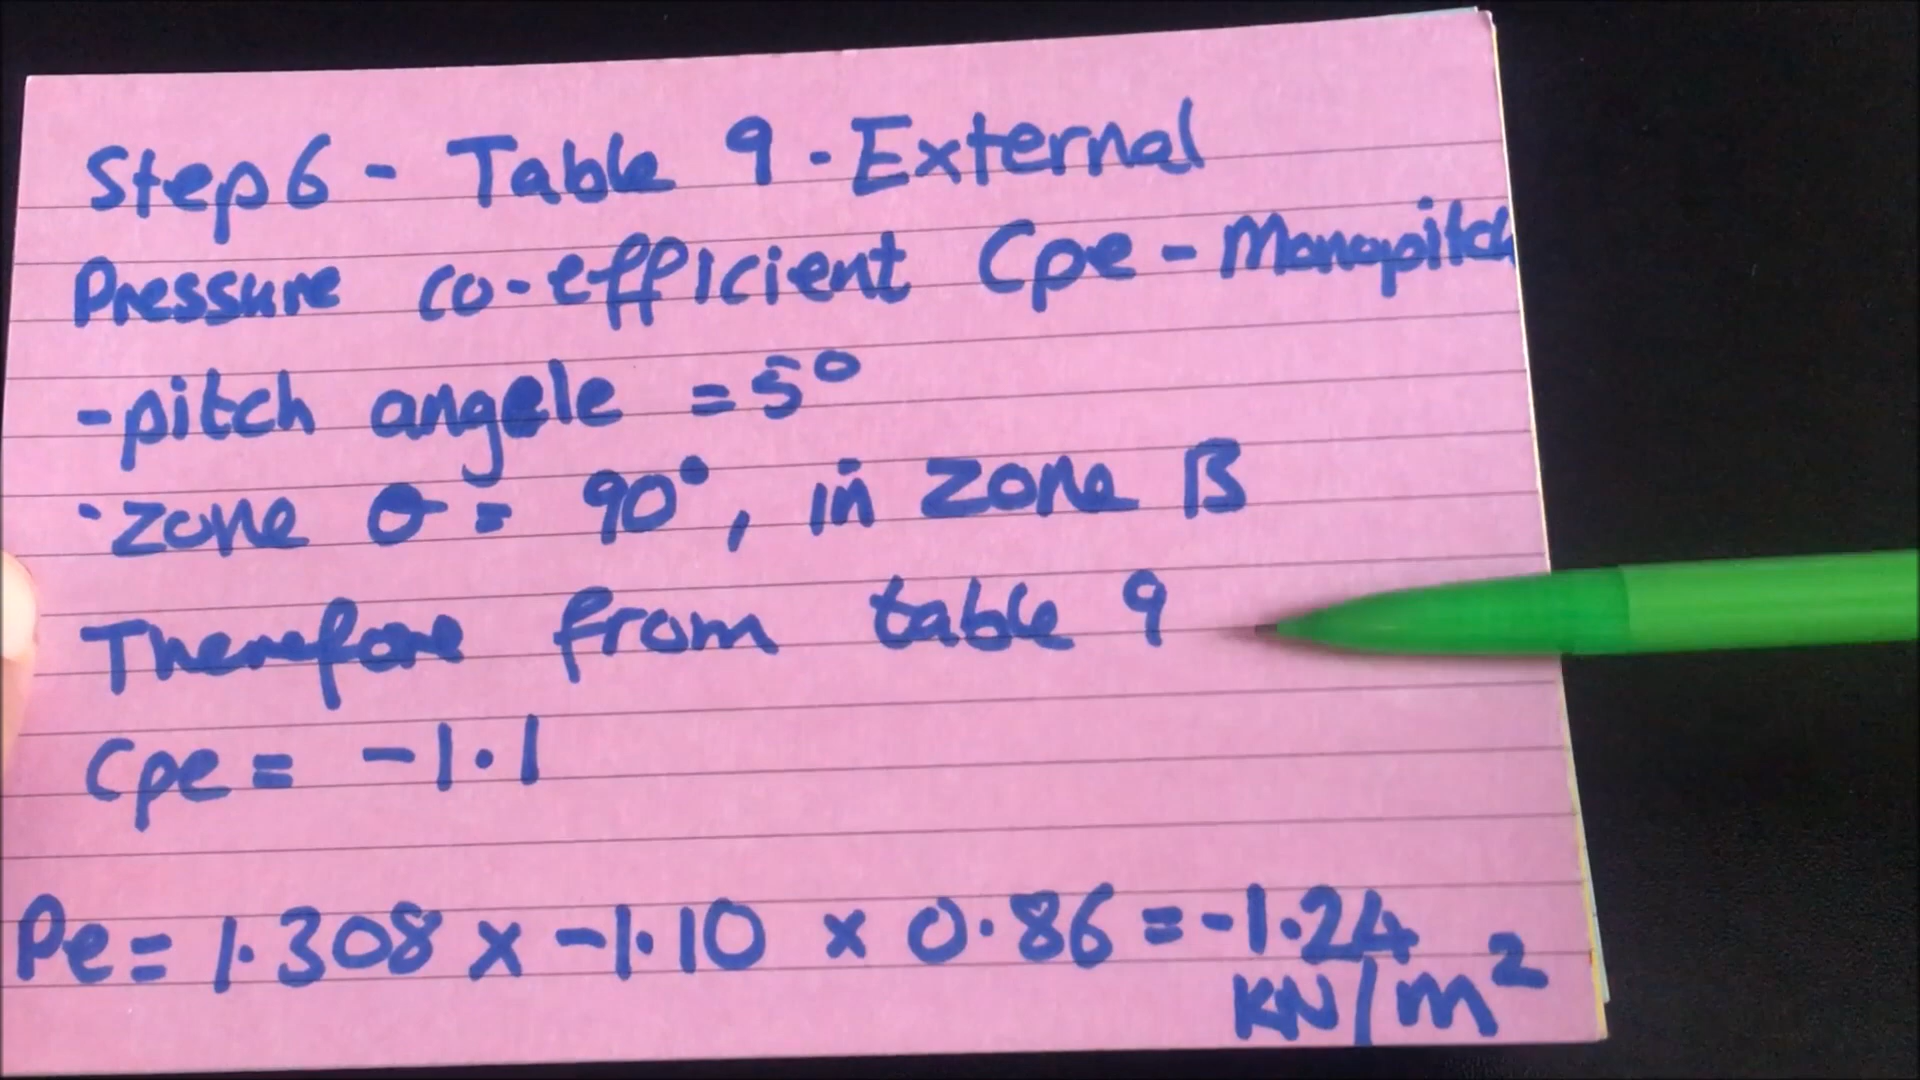 Step 6 - Table 9 - External
Pressure co-efficient Cpe - Monopitch
- pitch angele = 5°
- zone θ = 90°, in zone B
Therefore from table 9
Cpe = -1.1
Pe = 1.308 x -1.10 x 0.86 = -1.24
KN/m²